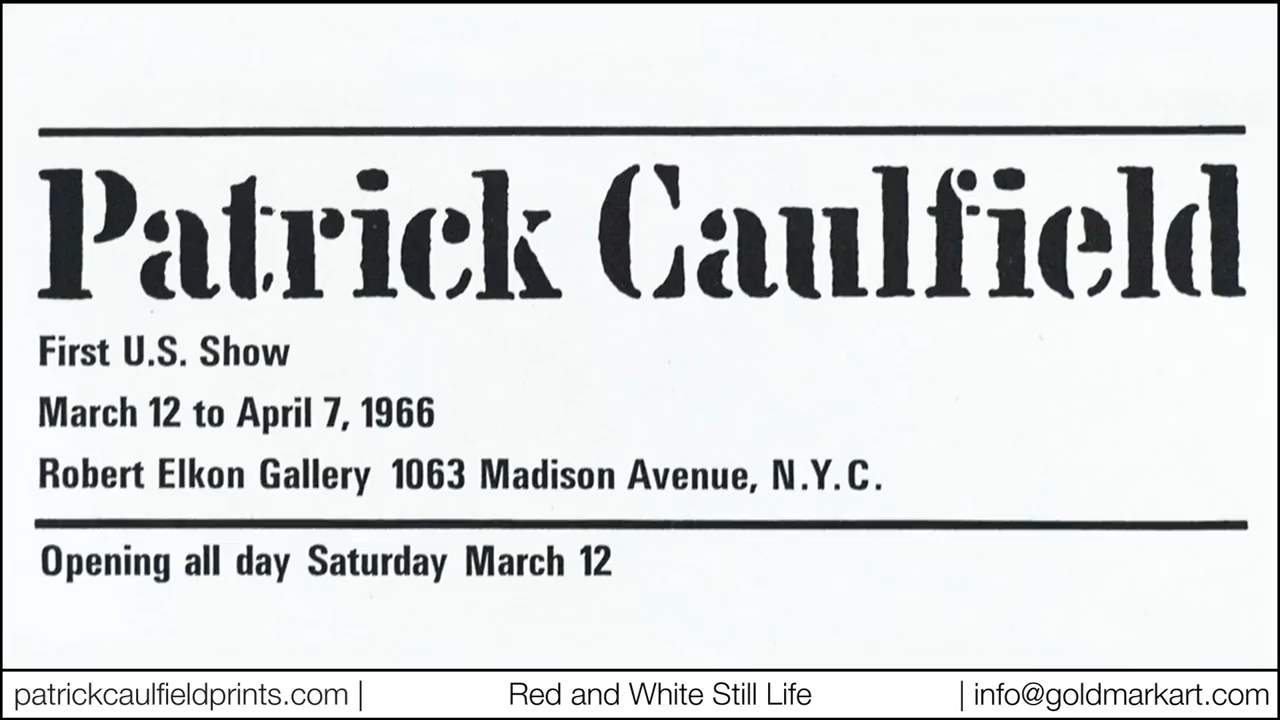 Patrick Caulfield
First U.S. Show
March 12 to April 7, 1966
Robert Elkon Gallery 1063 Madison Avenue, N.Y.C.
Opening all day Saturday March 12
patrickcaulfieldprints.com | Red and White Still Life | info@goldmarkart.com